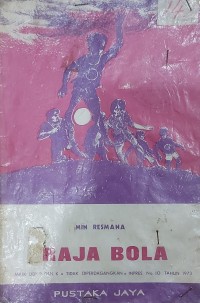 MIN RESMANA
RAJA BOLA
PUSTAKA JAYA